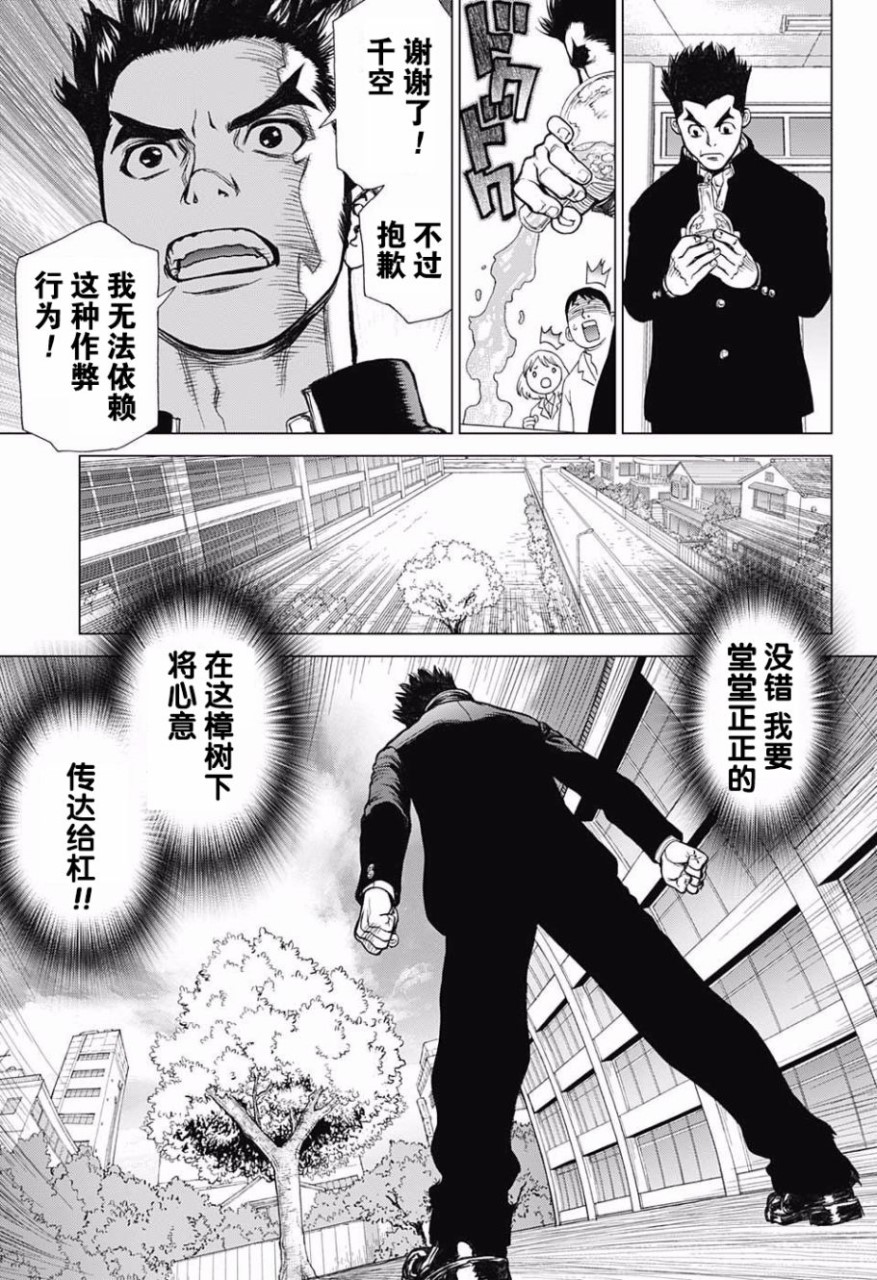 ドクドクドク
谢谢了！
千空
不过
抱歉
我无法依赖
这种作弊
行为！
没错 我要
堂堂正正的
在这樟树下
将心意
传达给杠!!